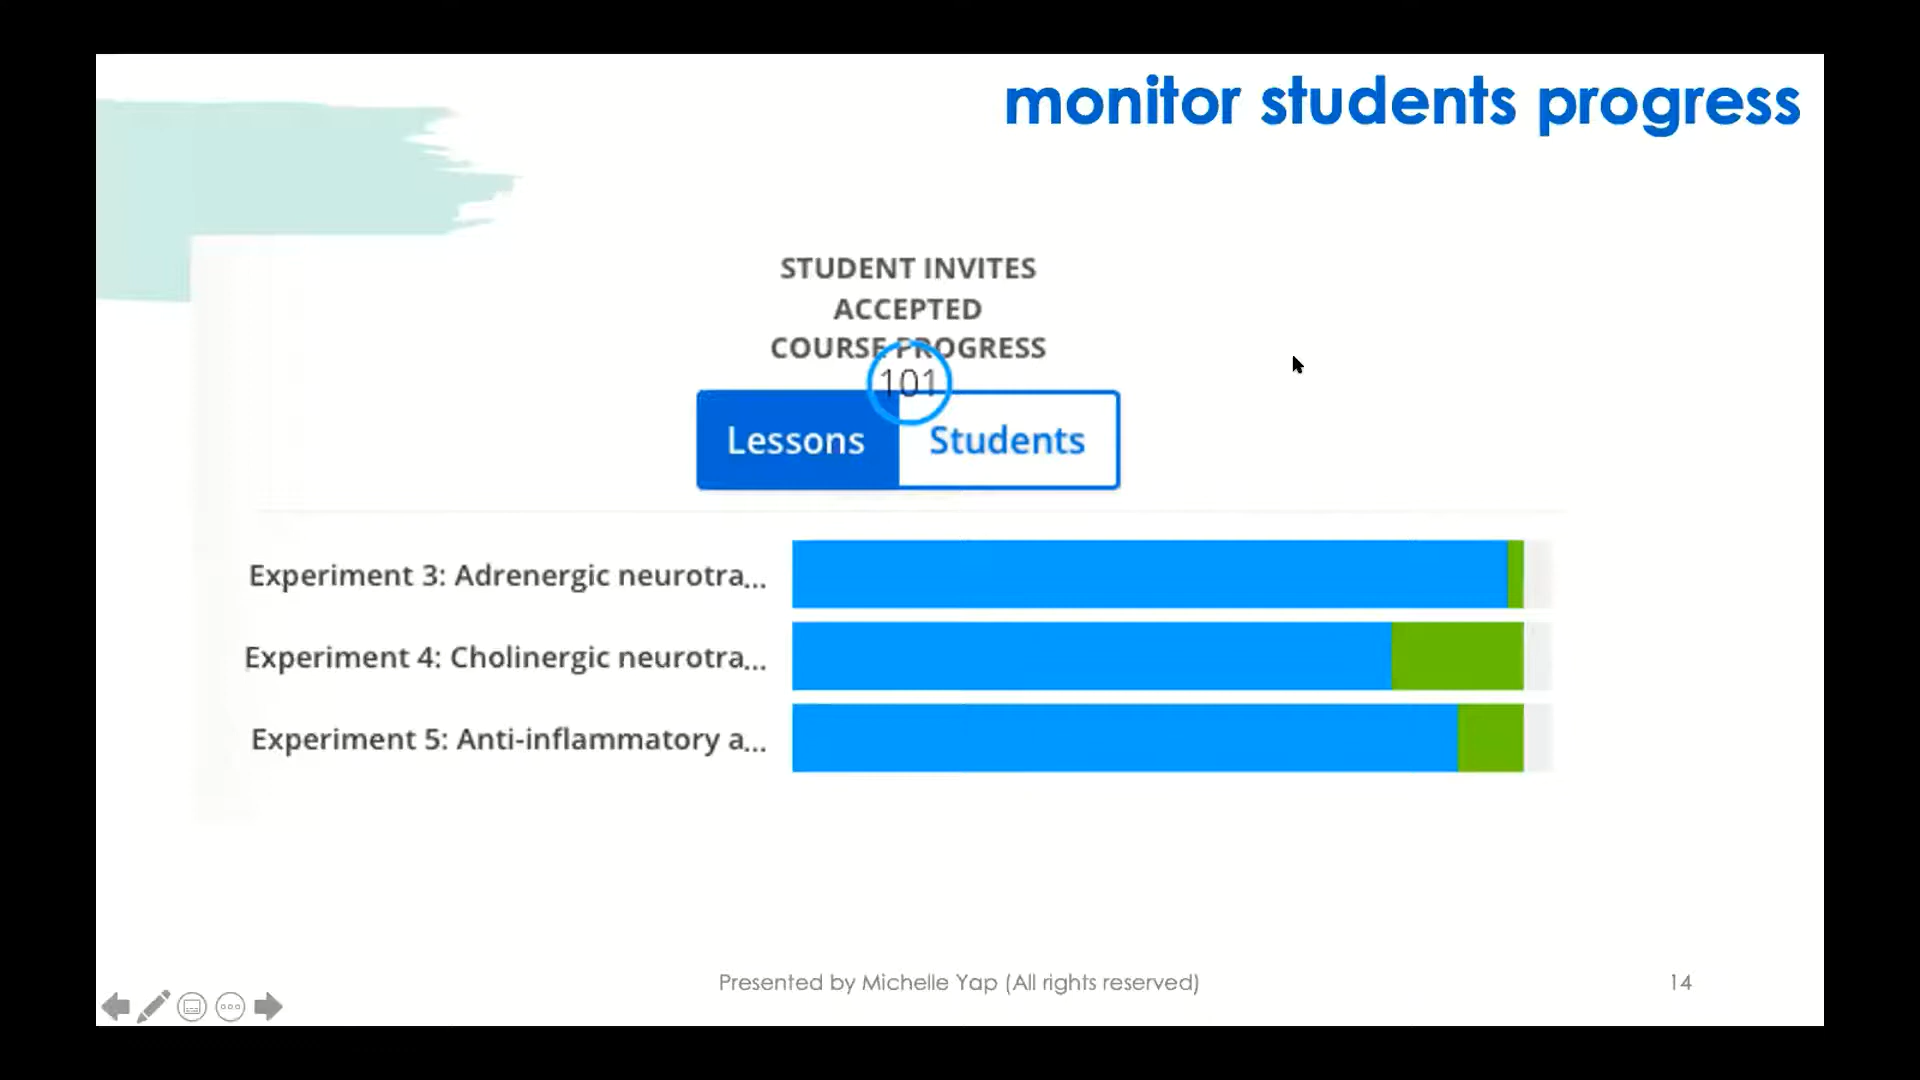 monitor students progress
STUDENT INVITES
ACCEPTED
COURSE PROGRESS
101
Lessons
Students
Experiment 3: Adrenergic neurotra...
Experiment 4: Cholinergic neurotra...
Experiment 5: Anti-inflammatory a...
Presented by Michelle Yap (All rights reserved)
14